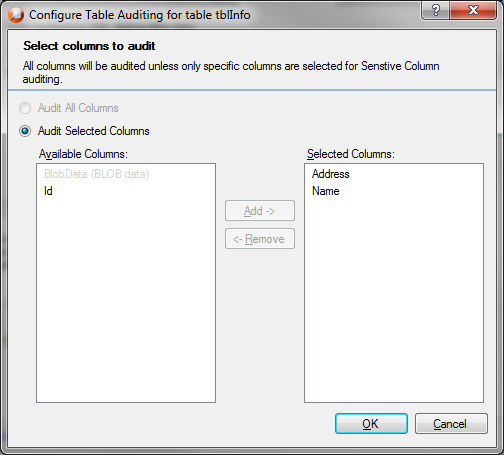 Configure Table Auditing for table tblInfo
?
Select columns to audit
All columns will be audited unless only specific columns are selected for Senstive Column
auditing.
Audit All Columns
Audit Selected Columns
Available Columns:
Selected Columns:
BlobData (BLOB data)
Id
Address
Name
Add ->
<- Remove
OK
Cancel